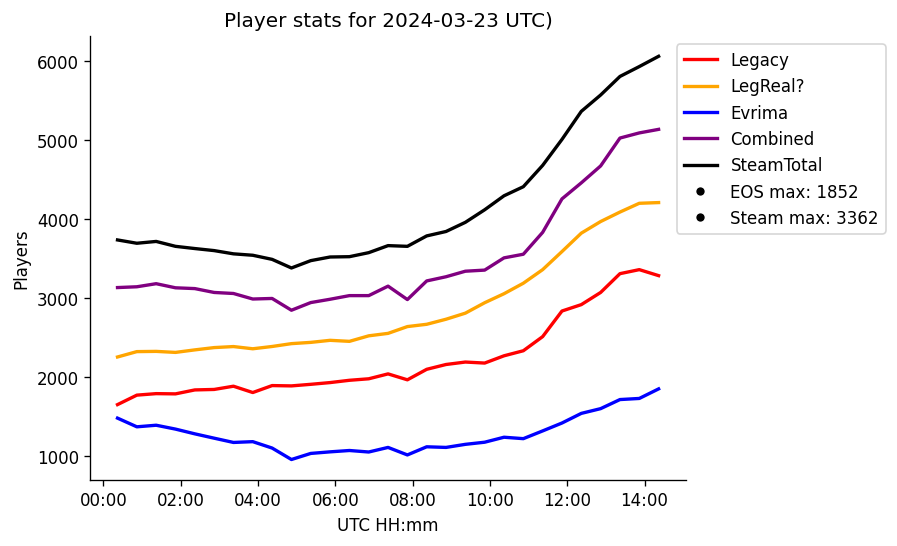 Player stats for 2024-03-23 UTC)
6000
5000
4000
3000
2000
1000
Players
00:00 02:00 04:00 06:00 08:00 10:00 12:00 14:00
UTC HH:mm
Legacy
LegReal?
Evrima
Combined
SteamTotal
EOS max: 1852
Steam max: 3362